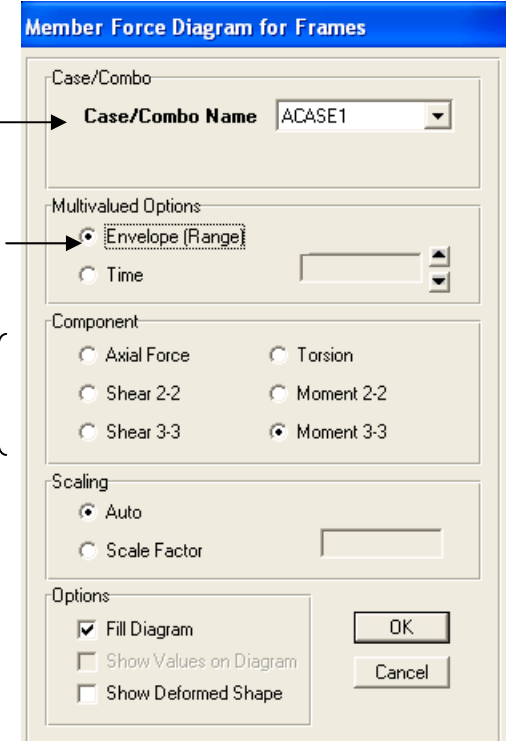 Member Force Diagram for Frames
Case/Combo
Case/Combo Name ACASE1
Multivalued Options
Envelope (Range)
Time
Component
Axial Force Torsion
Shear 2-2 Moment 2-2
Shear 3-3 Moment 3-3
Scaling
Auto
Scale Factor
Options
Fill Diagram
OK
Show Values on Diagram
Cancel
Show Deformed Shape